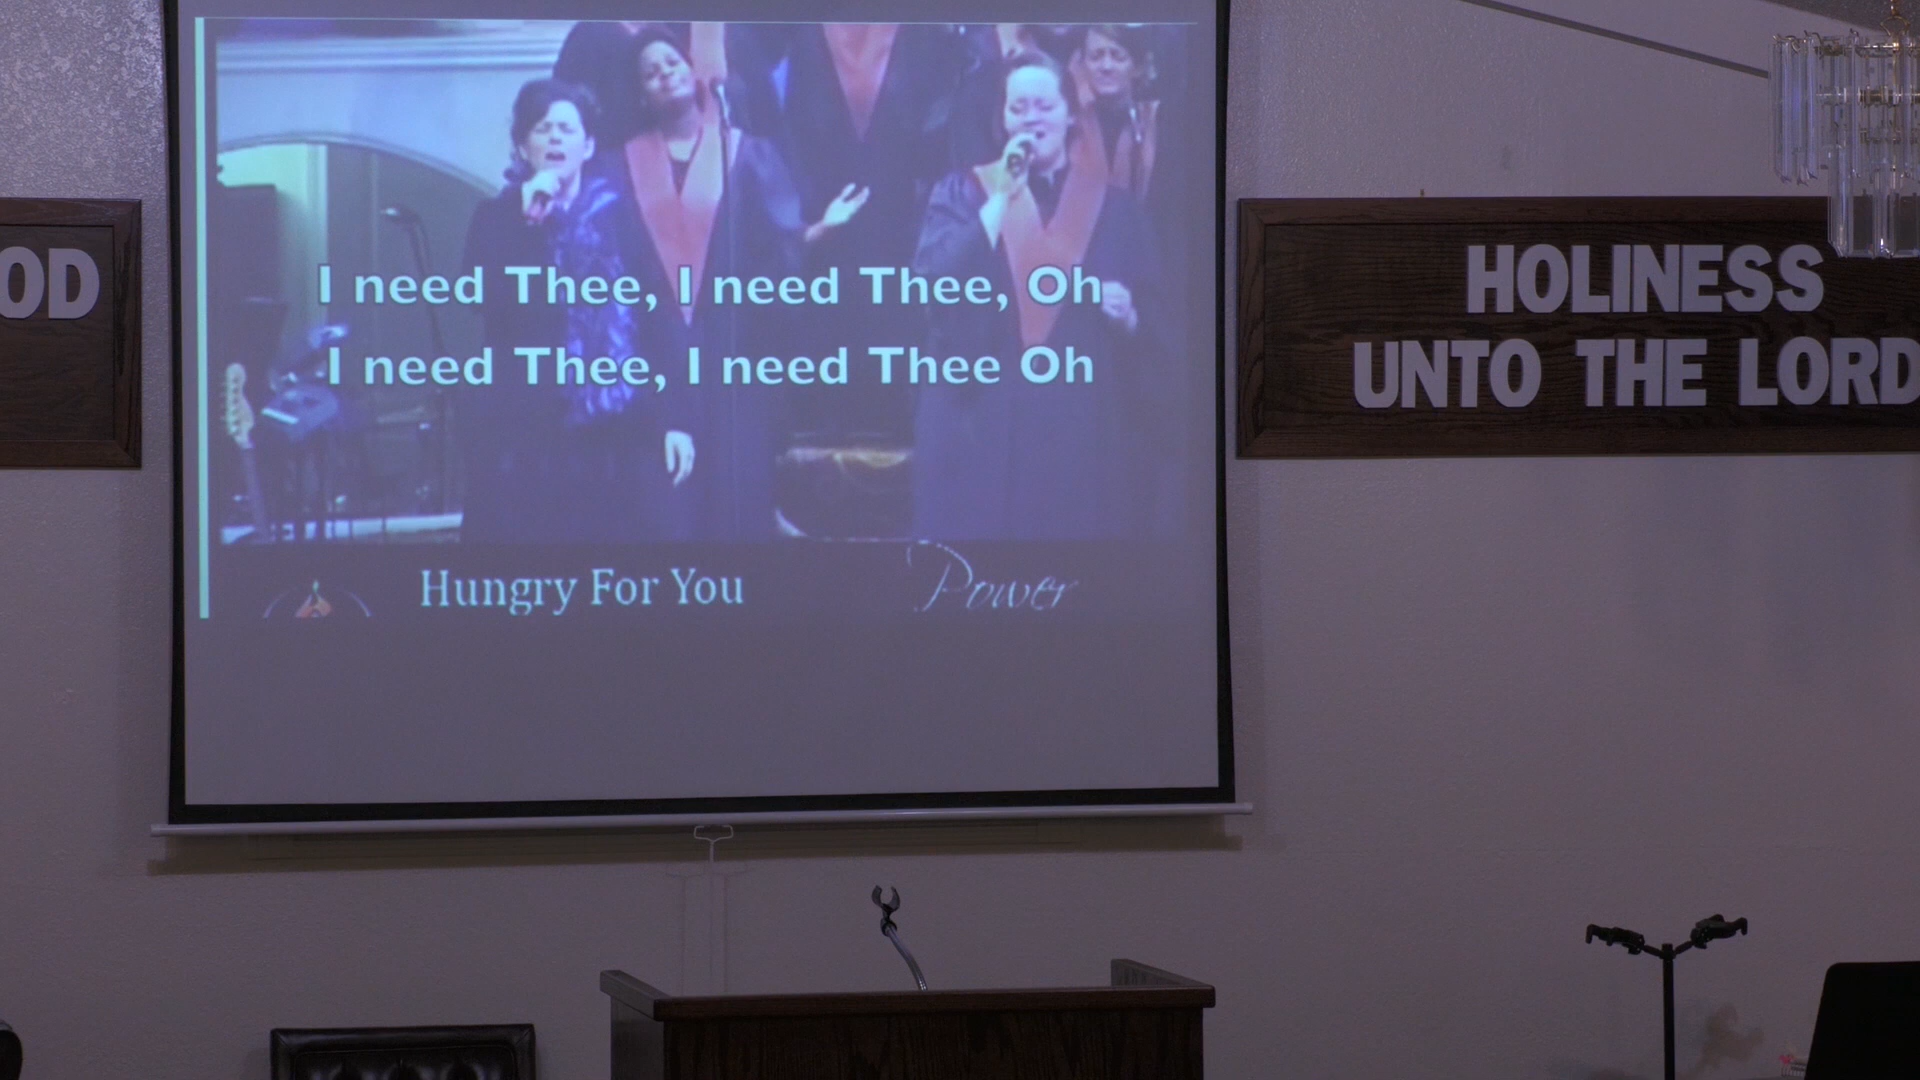 OD
I need Thee, I need Thee, Oh
I need Thee, I need Thee Oh
Hungry For You
Power
HOLINESS
UNTO THE LORD